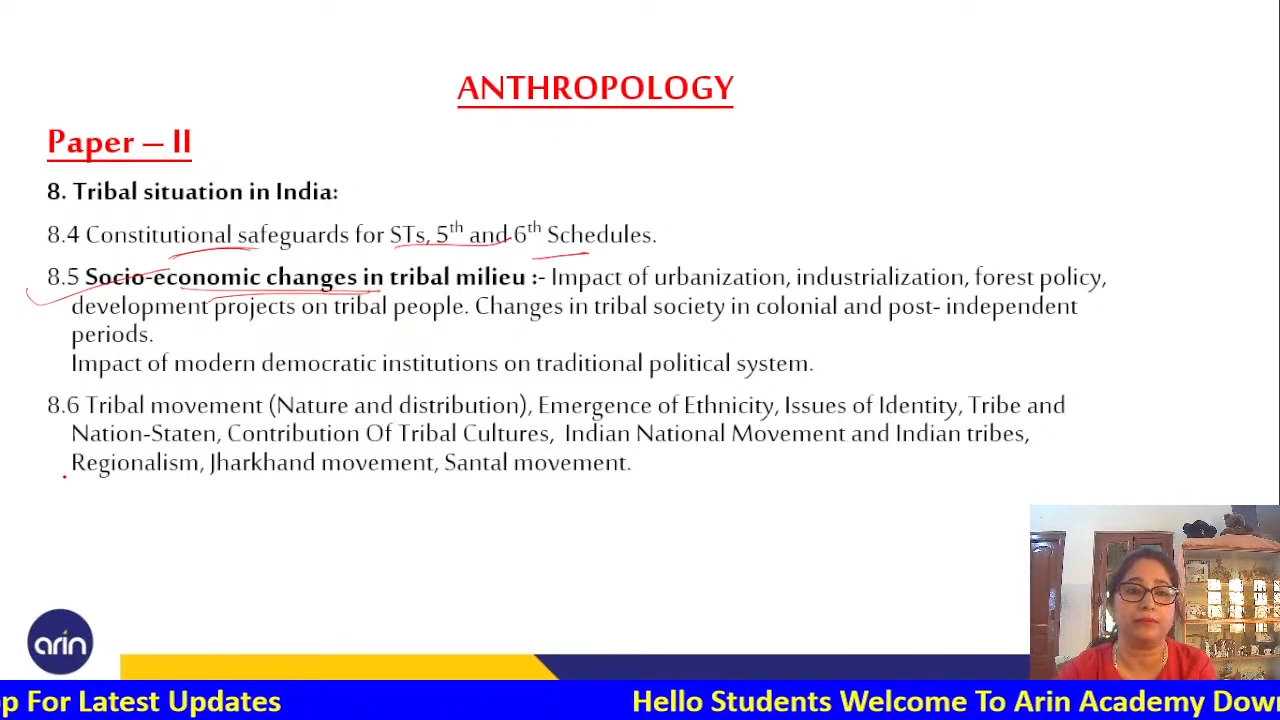 ANTHROPOLOGY
Paper – II
8. Tribal situation in India:
8.4 Constitutional safeguards for STs, 5th and 6th Schedules.
8.5 Socio-economic changes in tribal milieu :- Impact of urbanization, industrialization, forest policy,
development projects on tribal people. Changes in tribal society in colonial and post- independent
periods.
Impact of modern democratic institutions on traditional political system.
8.6 Tribal movement (Nature and distribution), Emergence of Ethnicity, Issues of Identity, Tribe and
Nation-Staten, Contribution Of Tribal Cultures, Indian National Movement and Indian tribes,
Regionalism, Jharkhand movement, Santal movement.
arin
p For Latest Updates Hello Students Welcome To Arin Academy Dow